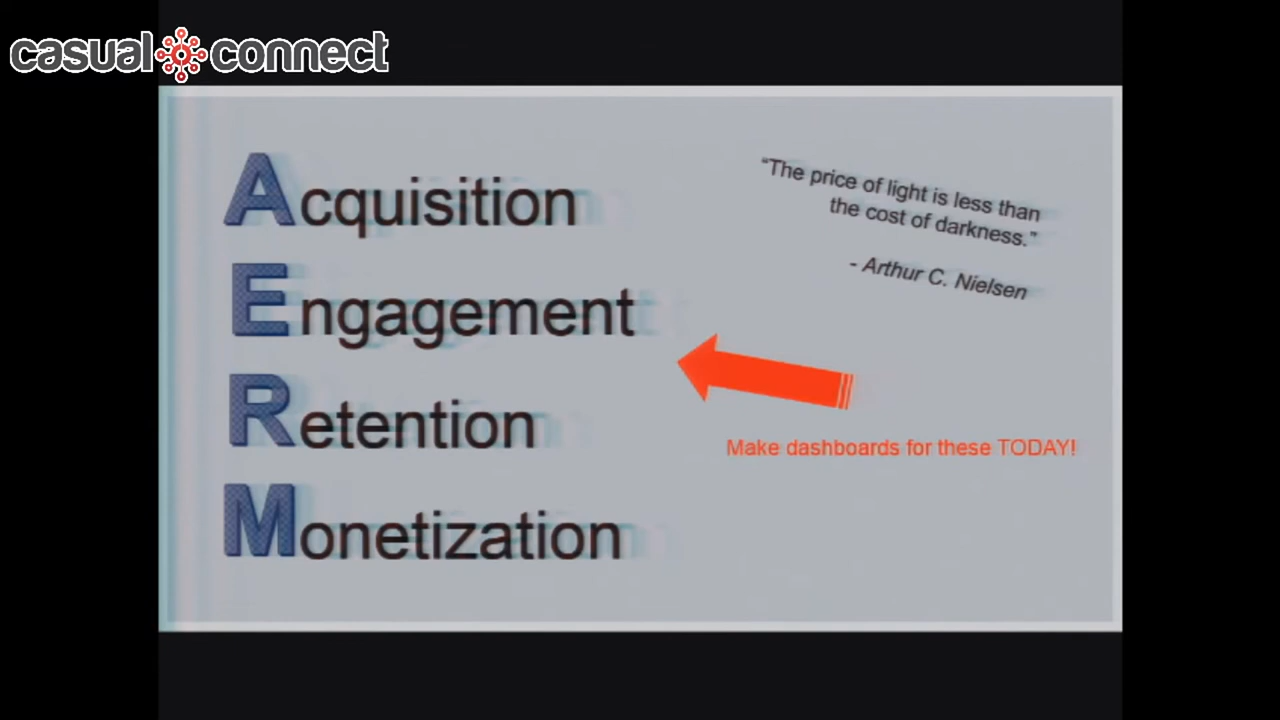 casual connect
Acquisition
Engagement
Retention
Monetization
“The price of light is less than
the cost of darkness.”
- Arthur C. Nielsen
Make dashboards for these TODAY!